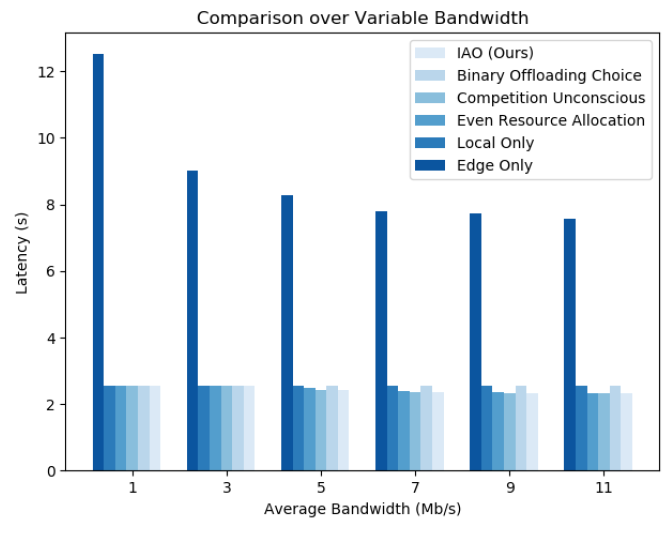 Comparison over Variable Bandwidth
IAO (Ours)
Binary Offloading Choice
Competition Unconscious
Even Resource Allocation
Local Only
Edge Only
12
10
8
6
4
2
0
Latency (s)
1 3 5 7 9 11
Average Bandwidth (Mb/s)